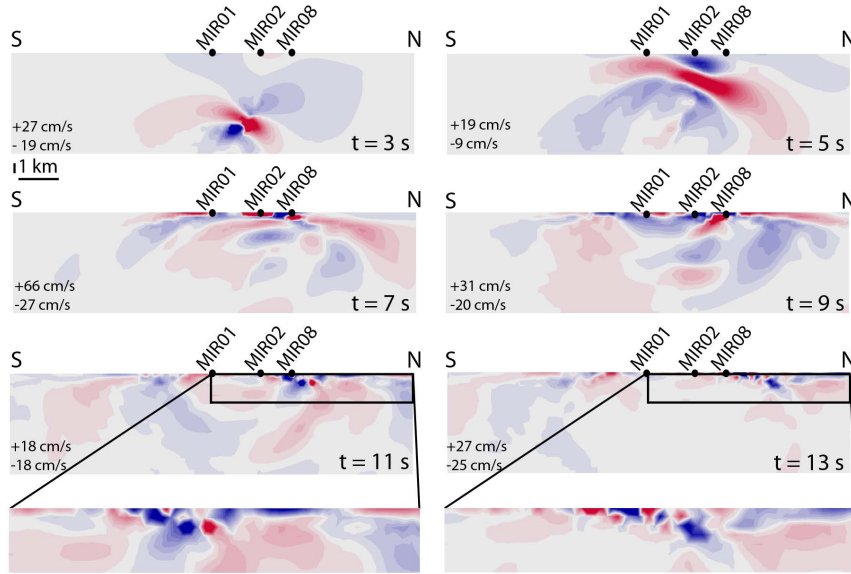 S MIR01 MIR02 MIR08 N
+27 cm/s
- 19 cm/s
t = 3 s
1 km
S MIR01 MIR02 MIR08 N
+19 cm/s
-9 cm/s
t = 5 s
S MIR01 MIR02 MIR08 N
+66 cm/s
-27 cm/s
t = 7 s
S MIR01 MIR02 MIR08 N
+31 cm/s
-20 cm/s
t = 9 s
S MIR01 MIR02 MIR08 N
+18 cm/s
-18 cm/s
t = 11 s
S MIR01 MIR02 MIR08 N
+27 cm/s
-25 cm/s
t = 13 s